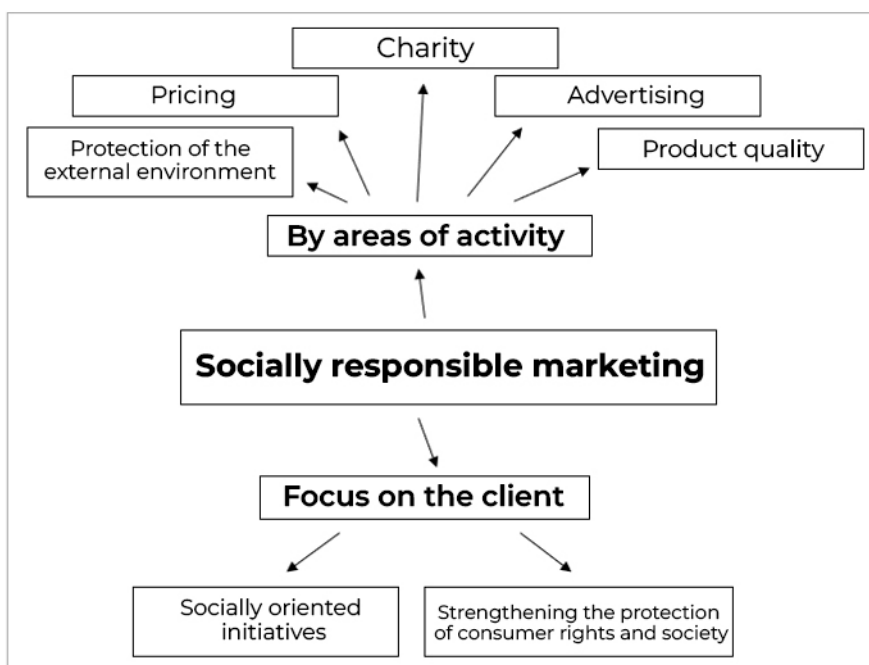 Charity
Pricing
Advertising
Protection of the
external environment
Product quality
By areas of activity
Socially responsible marketing
Focus on the client
Socially oriented
initiatives
Strengthening the protection
of consumer rights and society